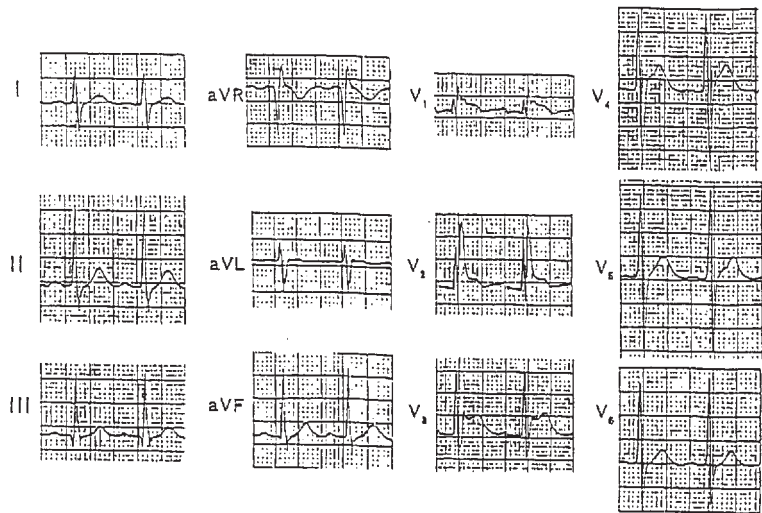 I aVR V₁ V₄
II aVL V₂ V₅
III aVF V₃ V₆